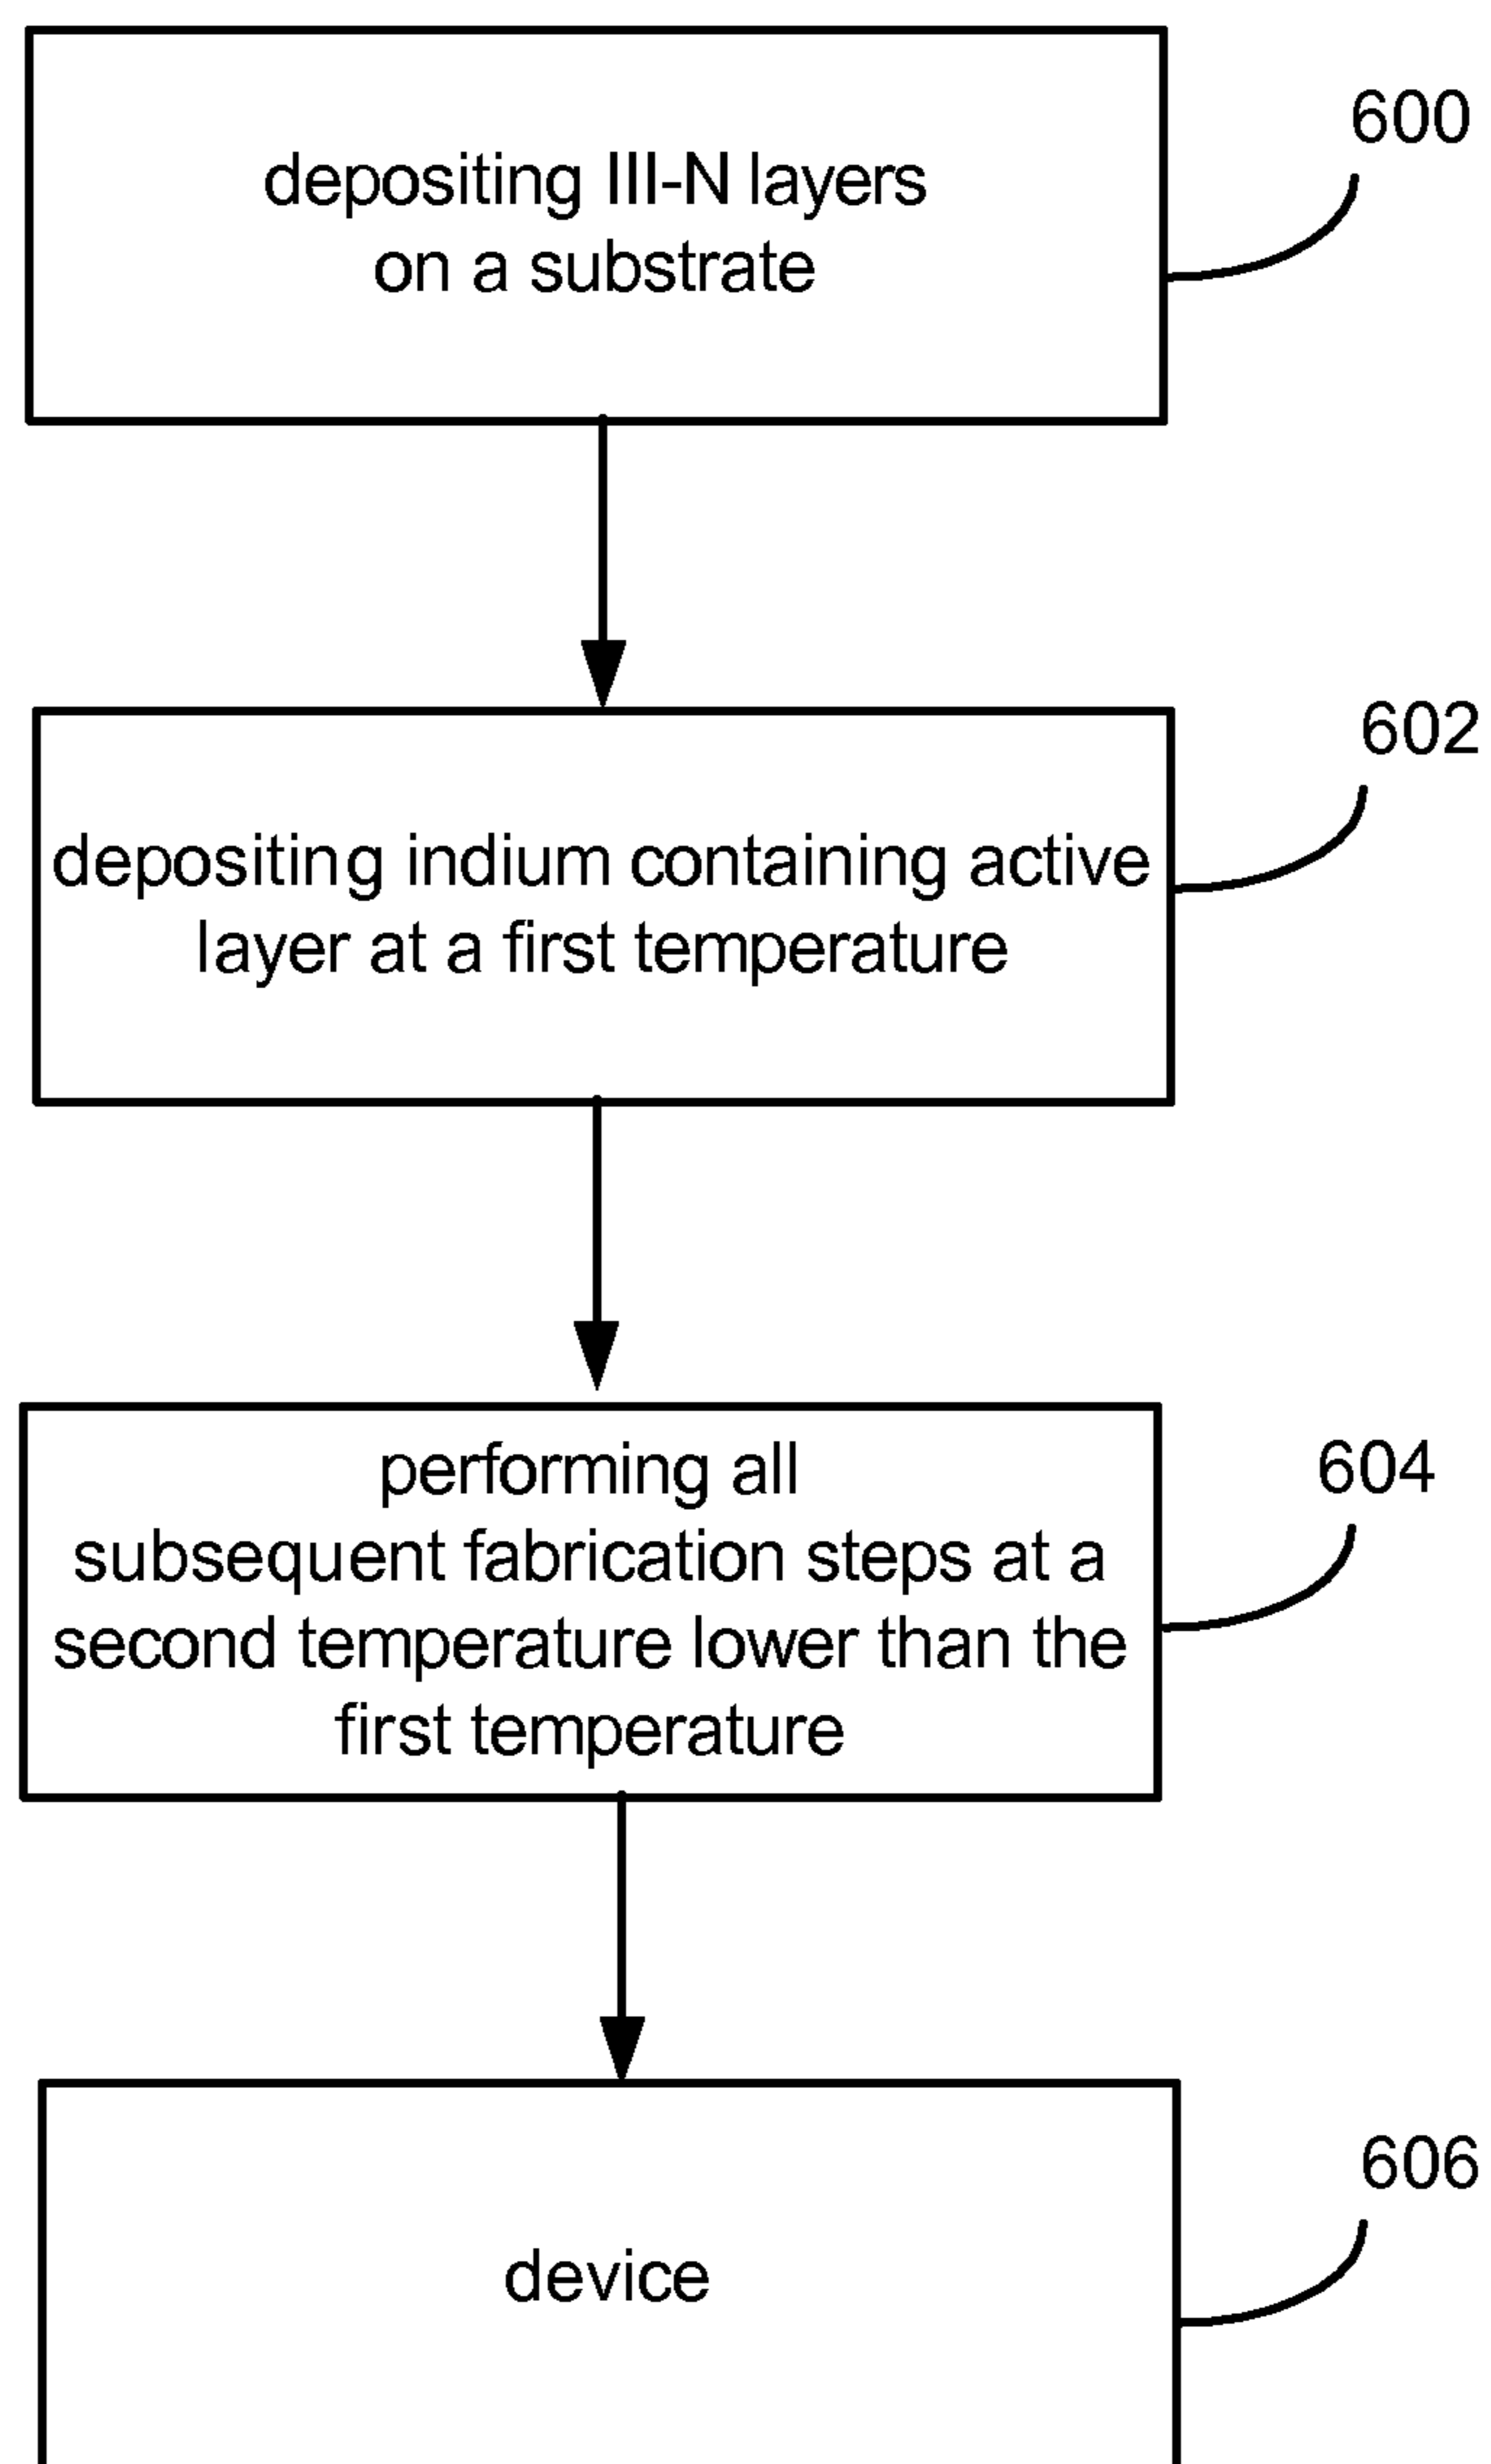 depositing III-N layers
on a substrate
600
depositing indium containing active
layer at a first temperature
602
performing all
subsequent fabrication steps at a
second temperature lower than the
first temperature
604
device
606